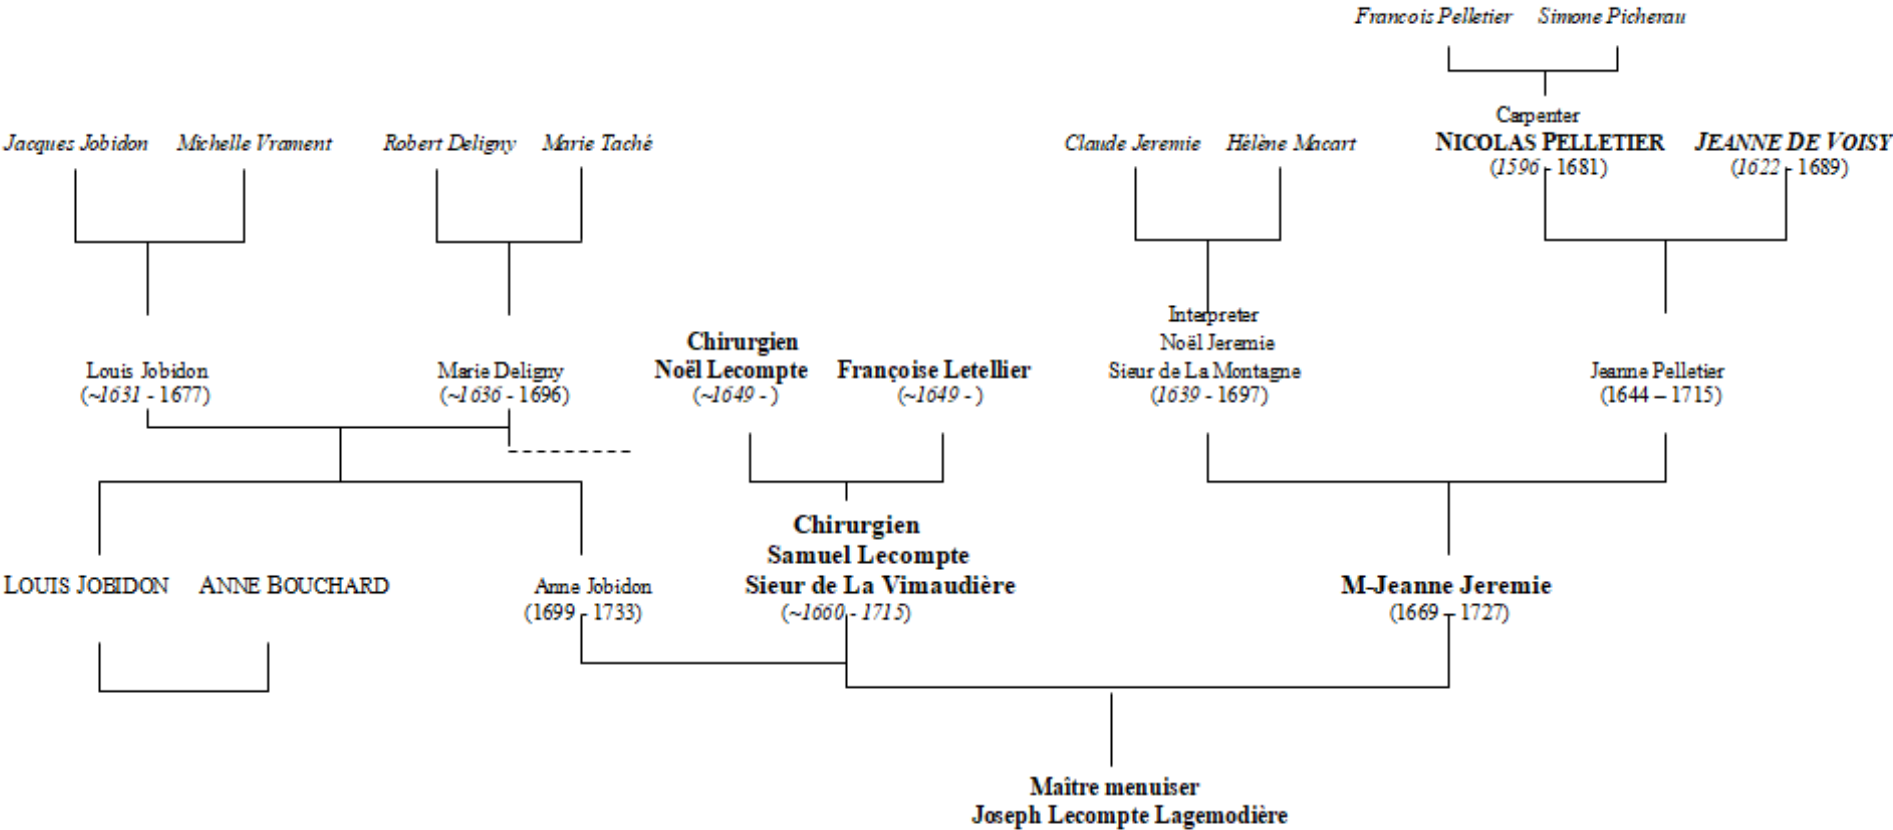 Francois Pelletier Simone Picherau
Carpenter
Jacques Jobidon Michelle Vrament Robert Deligny Marie Taché Claude Jeremie Hélène Macart NICOLAS PELLETIER JEANNE DE VOISY
(1596 - 1681) (1622 - 1689)
Interpreter
Chirurgien Noël Jeremie
Louis Jobidon Marie Deligny Noël Lecompte Françoise Letellier Sieur de La Montagne Jeanne Pelletier
(~1631 - 1677) (~1636 - 1696) (~1649 - ) (~1649 - ) (1639 - 1697) (1644 – 1715)
Chirurgien
Samuel Lecompte
LOUIS JOBIDON ANNE BOUCHARD Anne Jobidon Sieur de La Vimaudière M-Jeanne Jeremie
(1699 - 1733) (~1660 - 1715) (1669 – 1727)
Maître menuiser
Joseph Lecompte Lagemodière